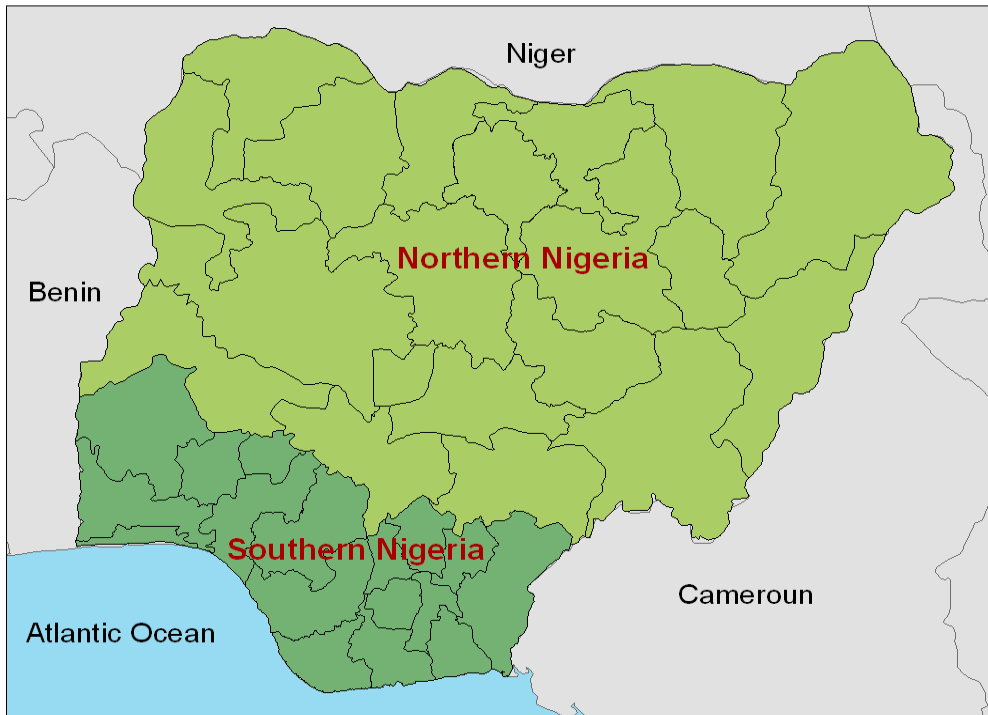 Niger
Northern Nigeria
Benin
Southern Nigeria
Cameroun
Atlantic Ocean